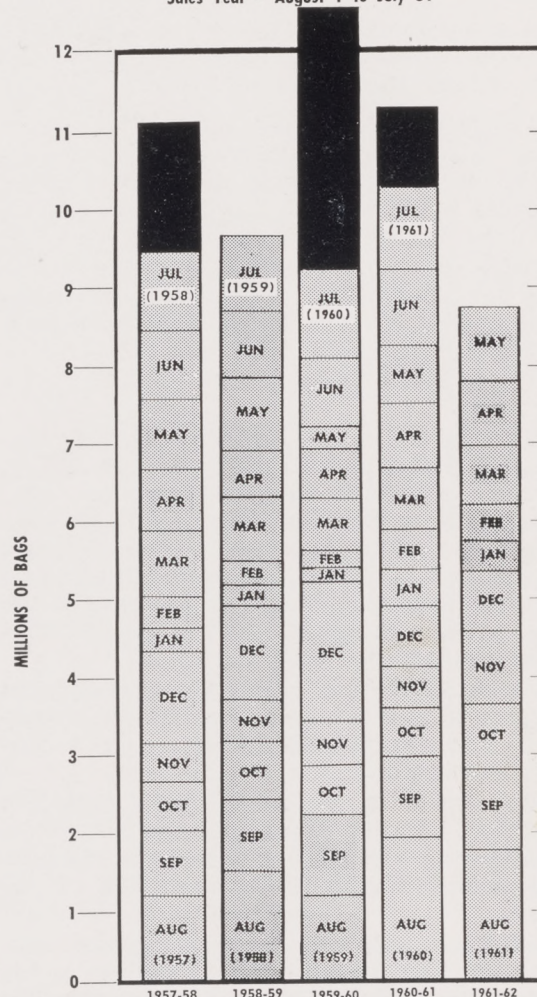 Sales Year August 1 to July 31
MILLIONS OF BAGS
12
11
10
9
8
7
6
5
4
3
2
1
0
JUL
(1958)
JUN
MAY
APR
MAR
FEB
JAN
DEC
NOV
OCT
SEP
AUG
(1957)
1957-58
JUL
(1959)
JUN
MAY
APR
MAR
FEB
JAN
DEC
NOV
OCT
SEP
AUG
(1958)
1958-59
JUL
(1960)
JUN
MAY
APR
MAR
FEB
JAN
DEC
NOV
OCT
SEP
AUG
(1959)
1959-60
JUL
(1961)
JUN
MAY
APR
MAR
FEB
JAN
DEC
NOV
OCT
SEP
AUG
(1960)
1960-61
MAY
APR
MAR
FEB
JAN
DEC
NOV
OCT
SEP
AUG
(1961)
1961-62